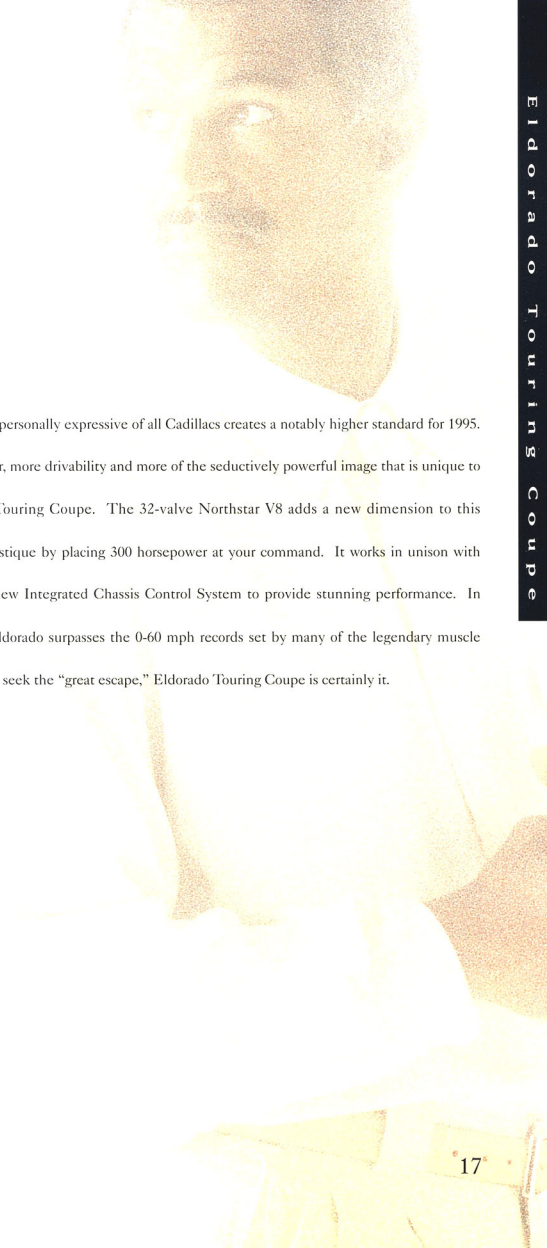 Eldorado Touring Coupe
personally expressive of all Cadillacs creates a notably higher standard for 1995.
r, more drivability and more of the seductively powerful image that is unique to
Touring Coupe. The 32-valve Northstar V8 adds a new dimension to this
stique by placing 300 horsepower at your command. It works in unison with
ew Integrated Chassis Control System to provide stunning performance. In
ldorado surpasses the 0-60 mph records set by many of the legendary muscle
seek the “great escape,” Eldorado Touring Coupe is certainly it.
17